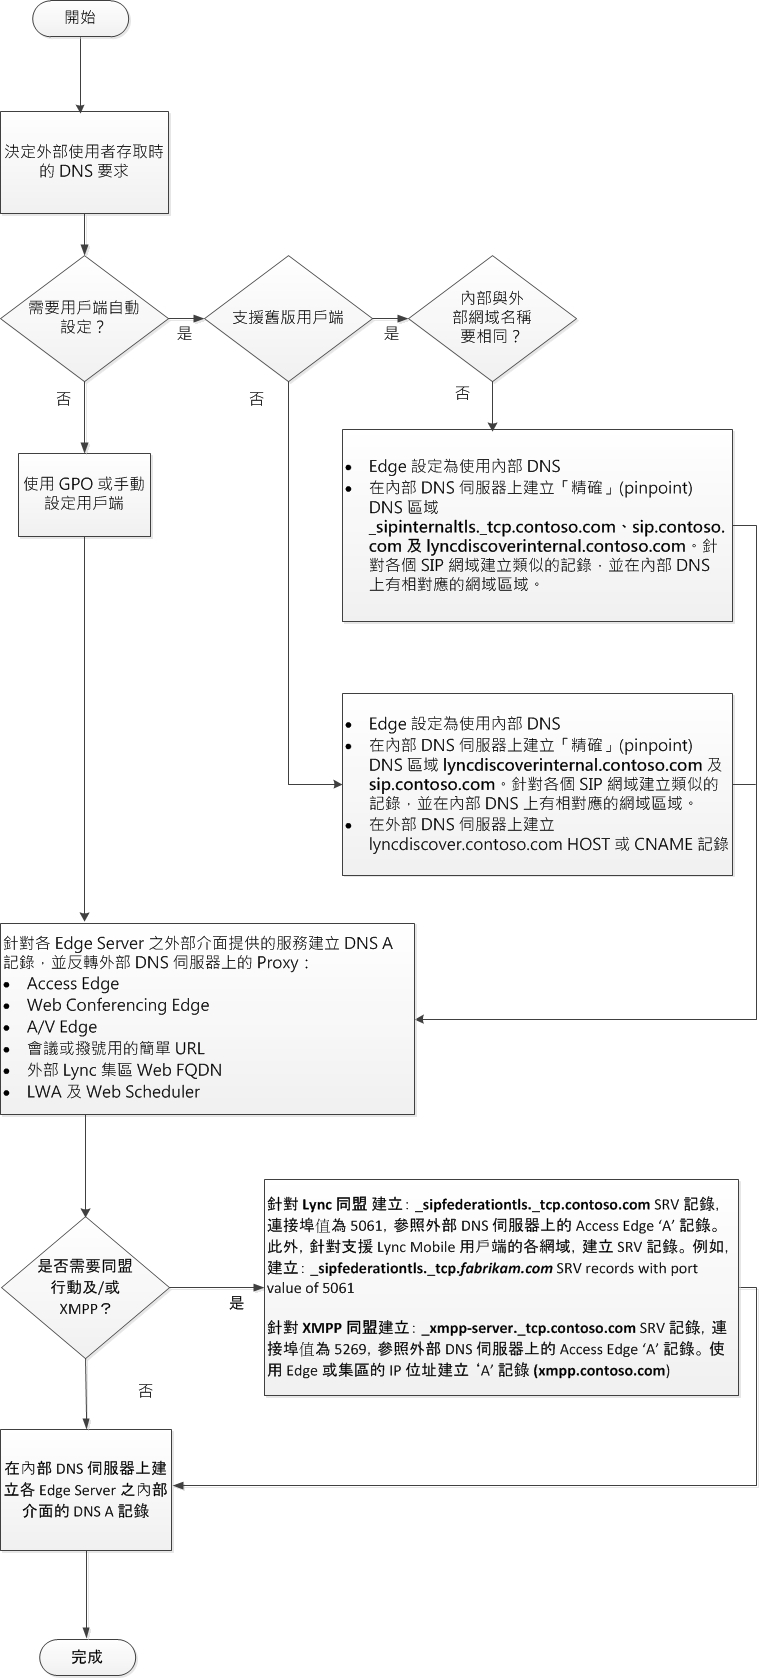 開始
決定外部使用者存取時
的 DNS 要求
需要用戶端自動
設定？
是
支援舊版用戶端
是
內部與外
部網域名稱
要相同？
否
否
否
使用 GPO 或手動
設定用戶端
• Edge 設定為使用內部 DNS
• 在內部 DNS 伺服器上建立「精確」(pinpoint)
DNS 區域
_sipinternaltls._tcp.contoso.com、sip.contoso.
com 及 lyncdiscoverinternal.contoso.com。針
對各個 SIP 網域建立類似的記錄，並在內部 DNS
上有相對應的網域區域。
• Edge 設定為使用內部 DNS
• 在內部 DNS 伺服器上建立「精確」(pinpoint)
DNS 區域 lyncdiscoverinternal.contoso.com 及
sip.contoso.com。針對各個 SIP 網域建立類似的
記錄，並在內部 DNS 上有相對應的網域區域。
• 在外部 DNS 伺服器上建立
lyncdiscover.contoso.com HOST 或 CNAME 記錄
針對各 Edge Server 之外部介面提供的服務建立 DNS A
記錄，並反轉外部 DNS 伺服器上的 Proxy：
• Access Edge
• Web Conferencing Edge
• A/V Edge
• 會議或撥號用的簡單 URL
• 外部 Lync 集區 Web FQDN
• LWA 及 Web Scheduler
是否需要同盟
行動及/或
XMPP？
是
否
針對 Lync 同盟 建立：_sipfederationtls._tcp.contoso.com SRV 記錄，
連接埠值為 5061，參照外部 DNS 伺服器上的 Access Edge ‘A’ 記錄。
此外，針對支援 Lync Mobile 用戶端的各網域，建立 SRV 記錄。例如，
建立：_sipfederationtls._tcp.fabrikam.com SRV records with port
value of 5061
針對 XMPP 同盟建立：_xmpp-server._tcp.contoso.com SRV 記錄，連
接埠值為 5269，參照外部 DNS 伺服器上的 Access Edge ‘A’ 記錄。使
用 Edge 或集區的 IP 位址建立 ‘A’ 記錄 (xmpp.contoso.com)
在內部 DNS 伺服器上建
立各 Edge Server 之內部
介面的 DNS A 記錄
完成